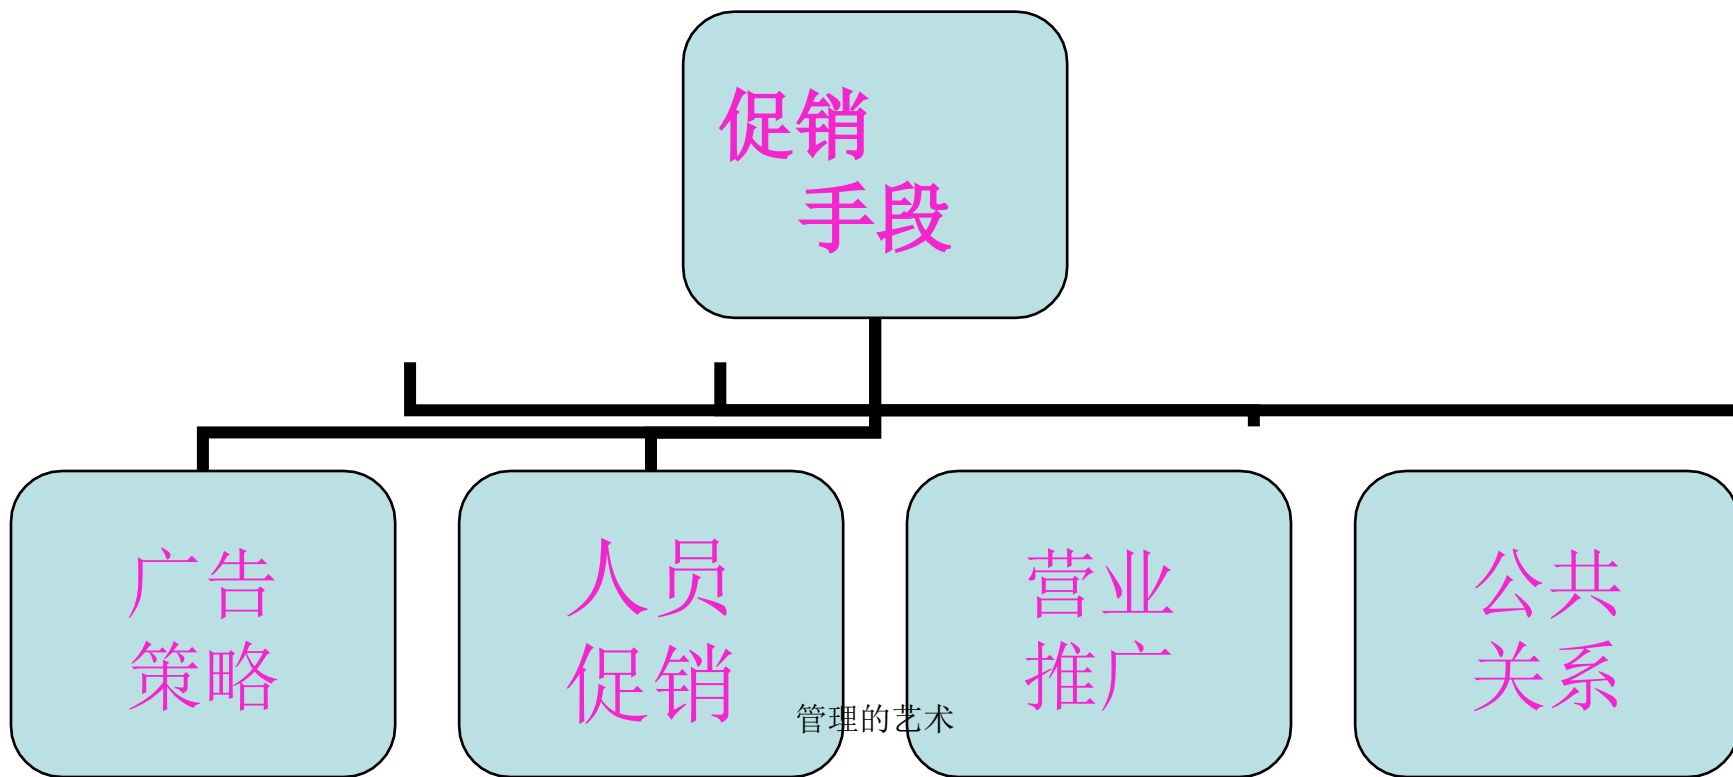 促销
手段
广告
策略
人员
促销
营业
推广
公共
关系
管理的艺术